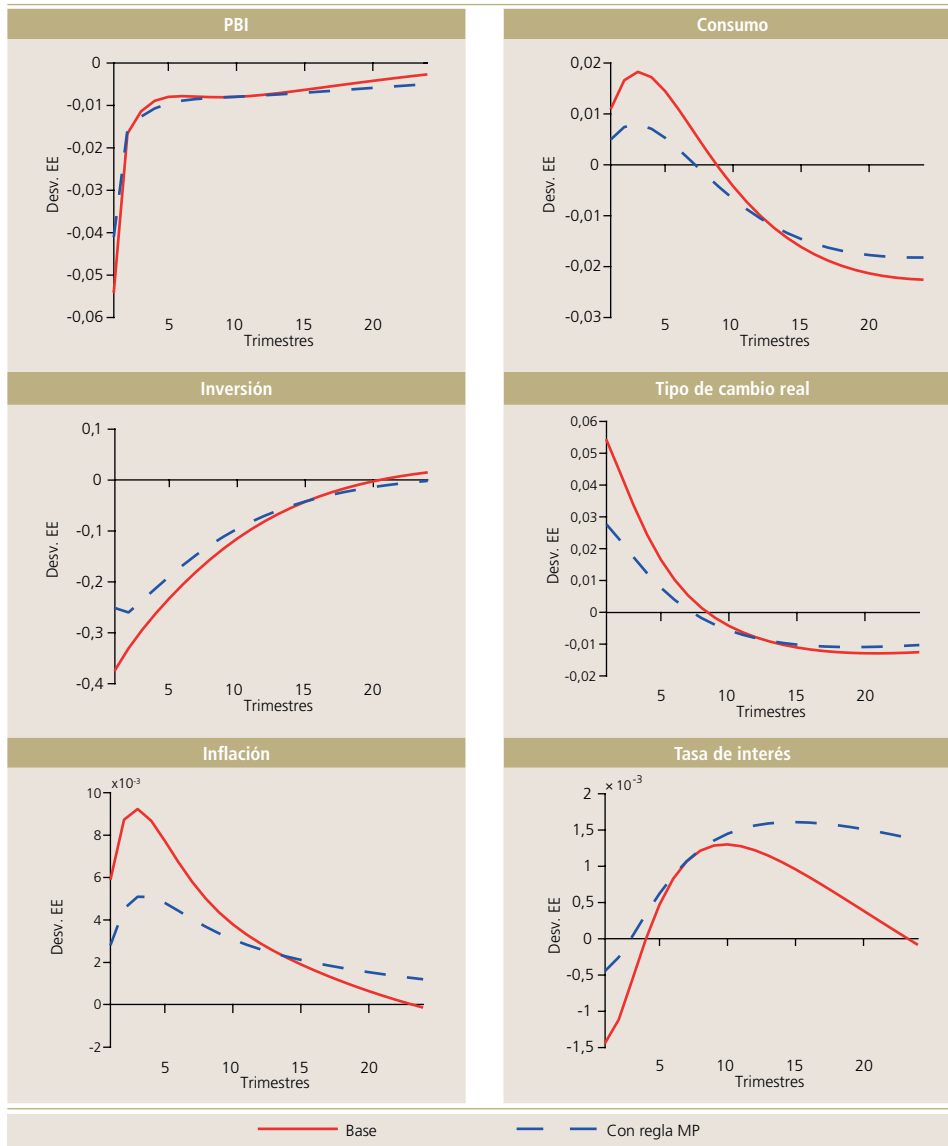 PBI
0
-0,01
-0,02
-0,03
-0,04
-0,05
-0,06
Desv. EE
5 10 15 20
Trimestres
Consumo
0,02
0,01
0
-0,01
-0,02
-0,03
Desv. EE
5 10 15 20
Trimestres
Inversión
0,1
0
-0,1
-0,2
-0,3
-0,4
Desv. EE
5 10 15 20
Trimestres
Tipo de cambio real
0,06
0,05
0,04
0,03
0,02
0,01
0
-0,01
-0,02
Desv. EE
5 10 15 20
Trimestres
Inflación
x10-3
10
8
6
4
2
0
-2
Desv. EE
5 10 15 20
Trimestres
Tasa de interés
× 10-3
2
1,5
1
0,5
0
-0,5
-1
-1,5
Desv. EE
5 10 15 20
Trimestres
Base Con regla MP